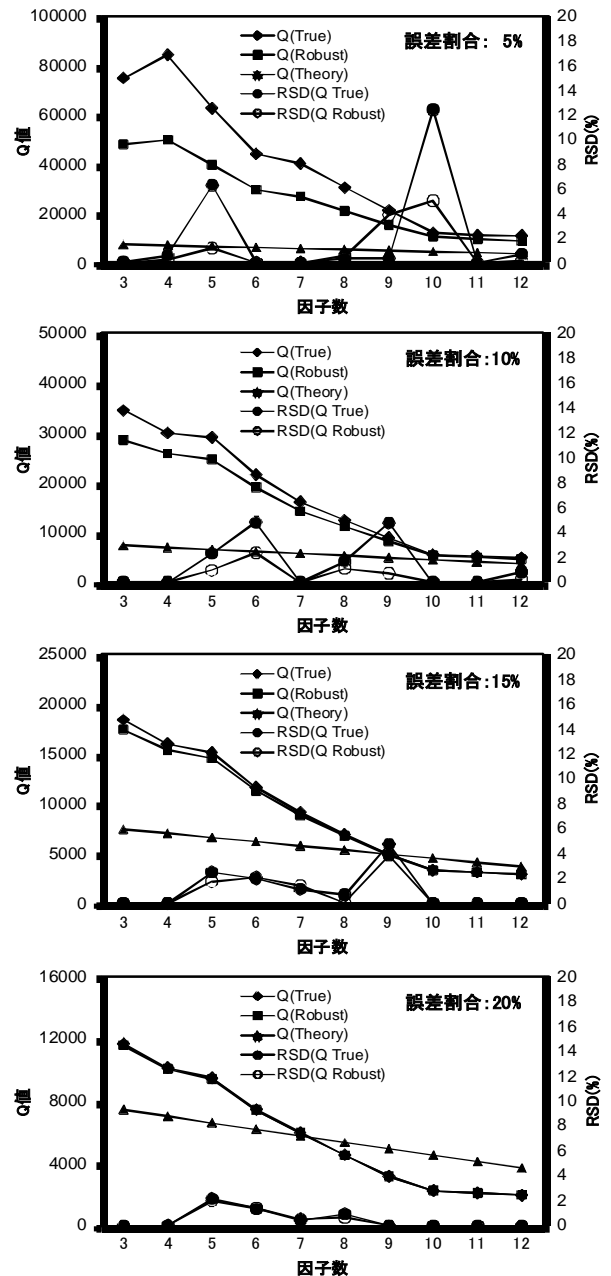 100000
80000
60000
40000
20000
0
Q値
Q(True)
Q(Robust)
Q(Theory)
RSD(Q True)
RSD(Q Robust)
誤差割合： 5%
20
18
16
14
12
10
8
6
4
2
0
RSD(%)
3 4 5 6 7 8 9 10 11 12
因子数
50000
40000
30000
20000
10000
0
Q値
Q(True)
Q(Robust)
Q(Theory)
RSD(Q True)
RSD(Q Robust)
誤差割合：10%
20
18
16
14
12
10
8
6
4
2
0
RSD(%)
3 4 5 6 7 8 9 10 11 12
因子数
25000
20000
15000
10000
5000
0
Q値
Q(True)
Q(Robust)
Q(Theory)
RSD(Q True)
RSD(Q Robust)
誤差割合：15%
20
18
16
14
12
10
8
6
4
2
0
RSD(%)
3 4 5 6 7 8 9 10 11 12
因子数
16000
12000
8000
4000
0
Q値
Q(True)
Q(Robust)
Q(Theory)
RSD(Q True)
RSD(Q Robust)
誤差割合：20%
20
18
16
14
12
10
8
6
4
2
0
RSD(%)
3 4 5 6 7 8 9 10 11 12
因子数